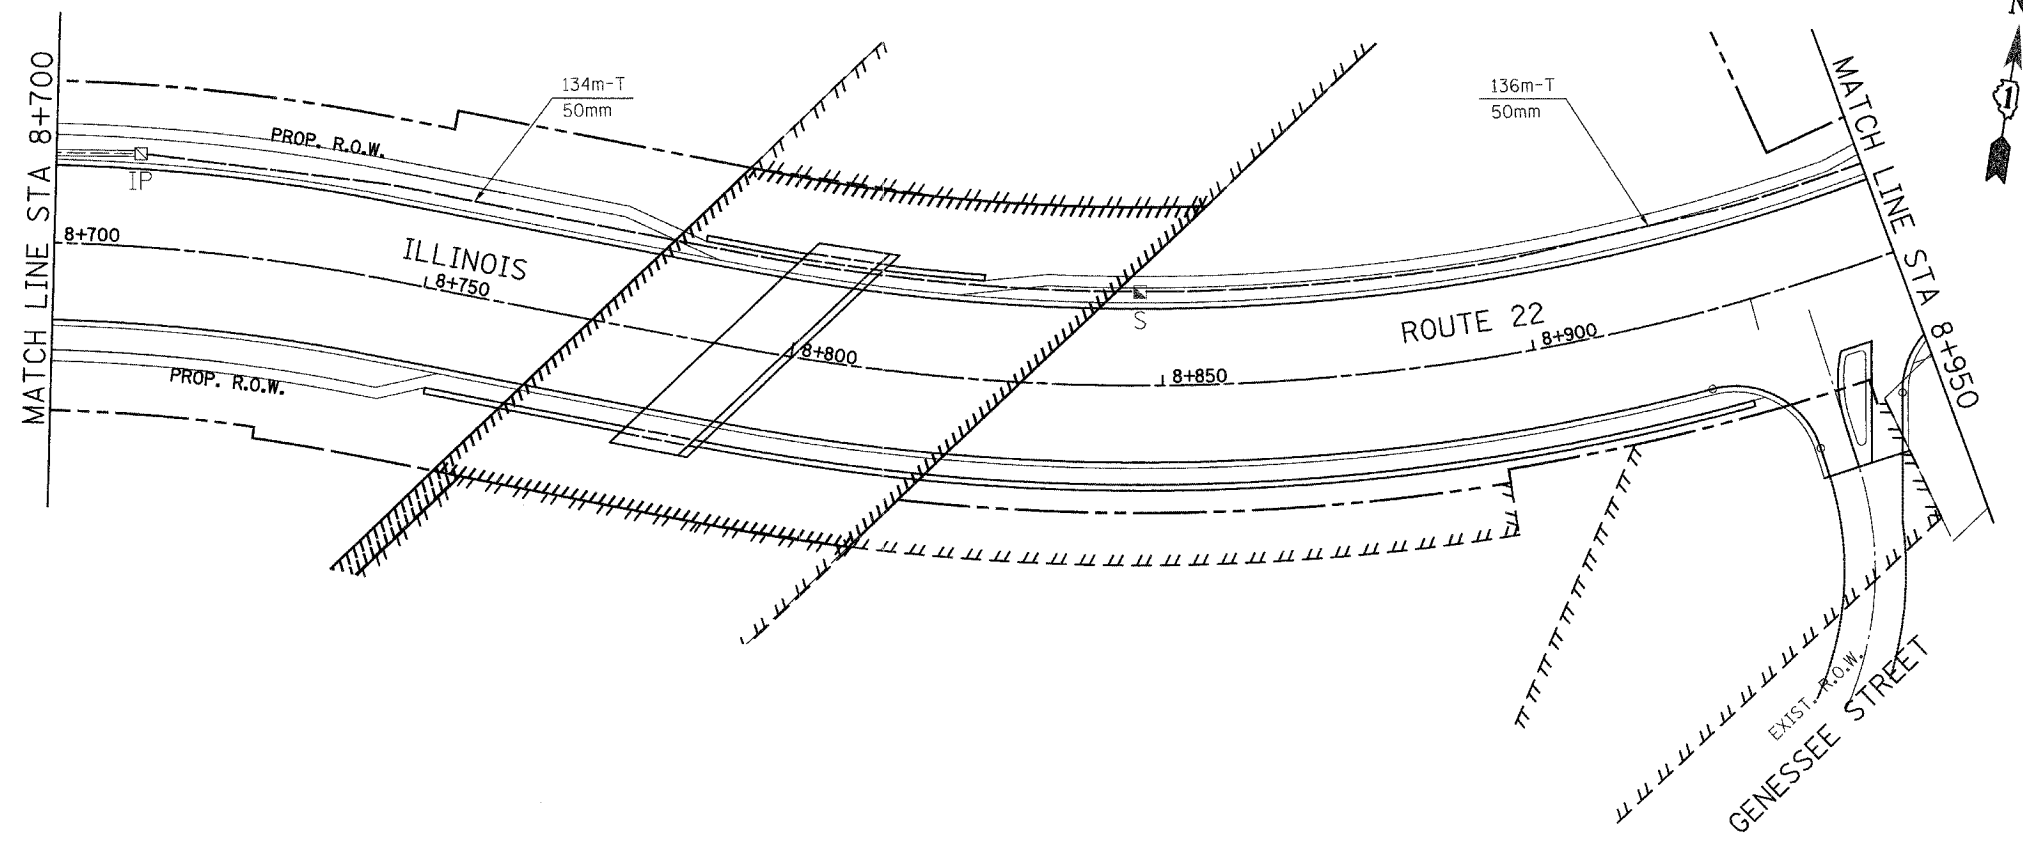 MATCH LINE STA 8+700
PROP. R.O.W.
IP
134m-T
50mm
136m-T
50mm
N
1
MATCH LINE STA 8+950
8+700
ILLINOIS
8+750
8+800
8+850
S
ROUTE 22
8+900
PROP. R.O.W.
EXIST. R.O.W.
GENESSEE STREET